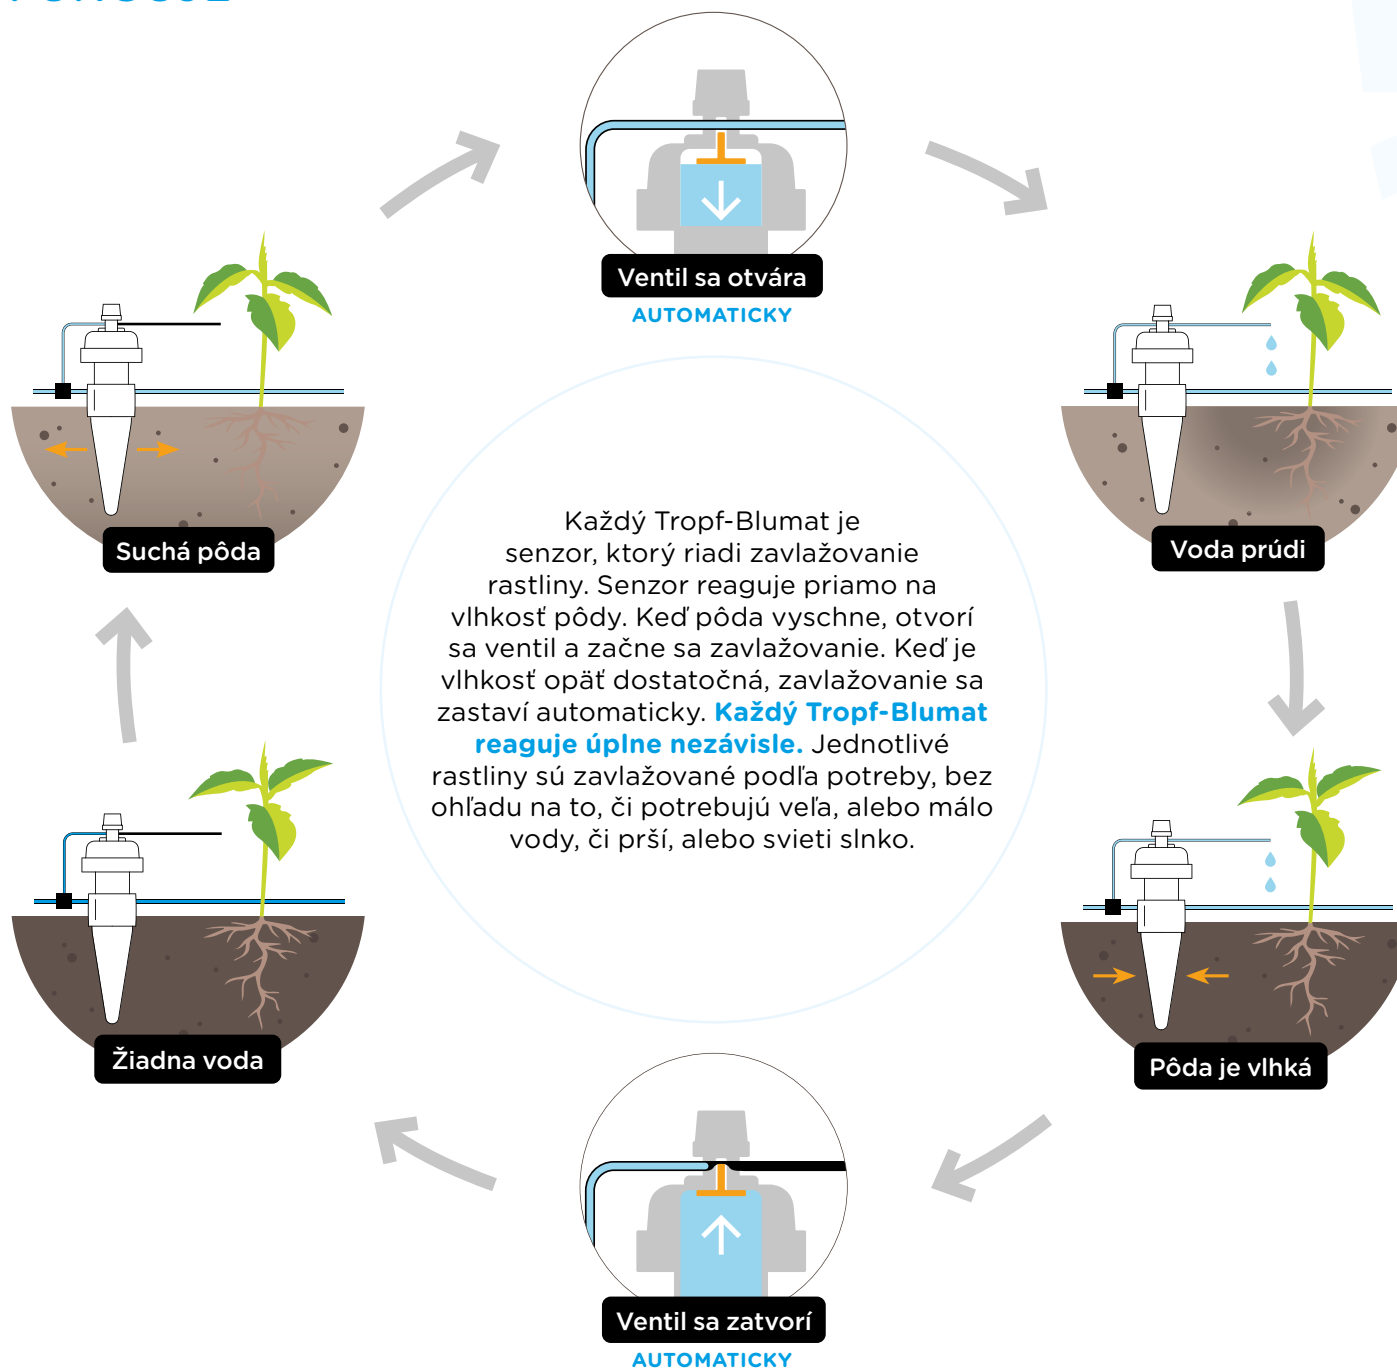 Ventil sa otvára
AUTOMATICKY
Suchá pôda
Voda prúdi
Každý Tropf-Blumat je
senzor, ktorý riadi zavlažovanie
rastliny. Senzor reaguje priamo na
vlhkosť pôdy. Keď pôda vyschne, otvorí
sa ventil a začne sa zavlažovanie. Keď je
vlhkosť opäť dostatočná, zavlažovanie sa
zastaví automaticky. Každý Tropf-Blumat
reaguje úplne nezávisle. Jednotlivé
rastliny sú zavlažované podľa potreby, bez
ohľadu na to, či potrebujú veľa, alebo málo
vody, či prší, alebo svieti slnko.
Žiadna voda
Pôda je vlhká
Ventil sa zatvorí
AUTOMATICKY